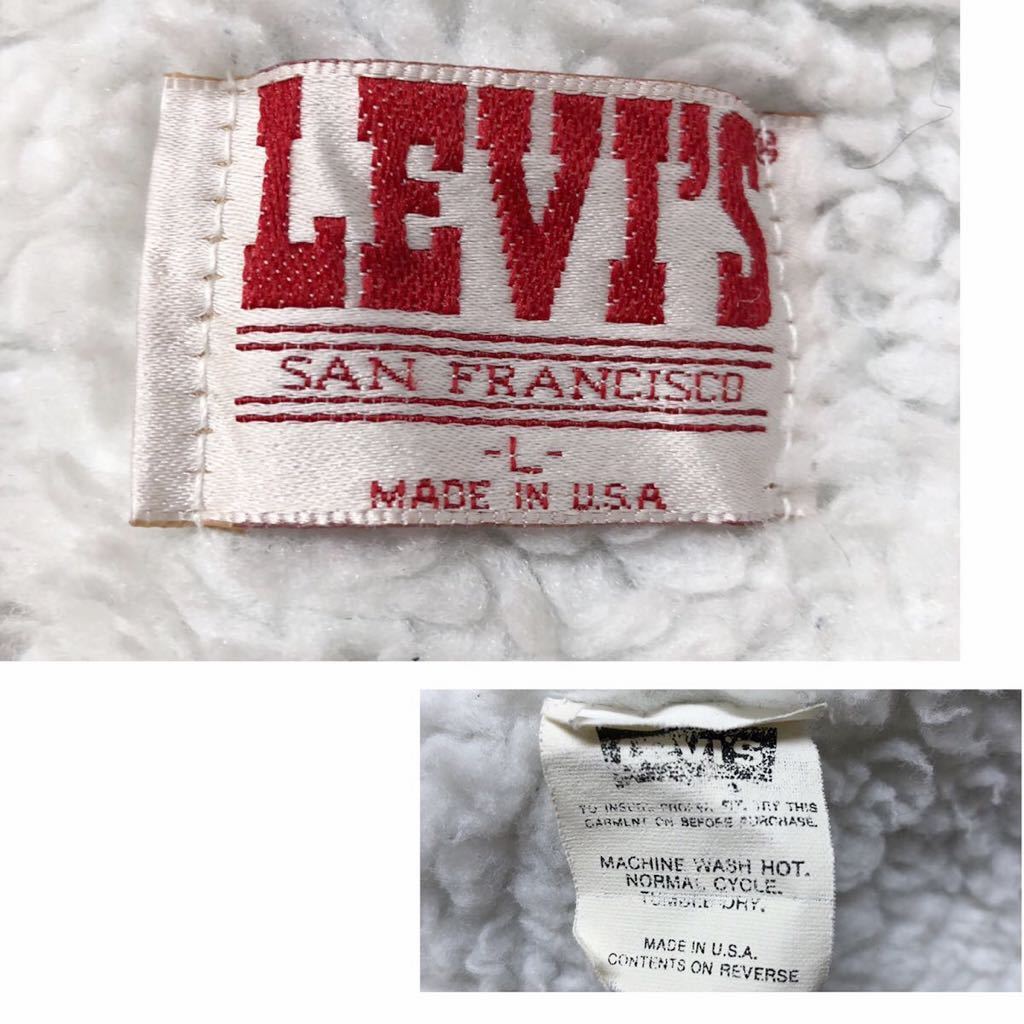 LEVI'S®
SAN FRANCISCO
-L-
MADE IN U.S.A
LEVI'S
TO INSURE PROPER FIT, TRY THIS
GARMENT ON BEFORE PURCHASE.
MACHINE WASH HOT.
NORMAL CYCLE.
TUMBLE DRY.
MADE IN U.S.A.
CONTENTS ON REVERSE